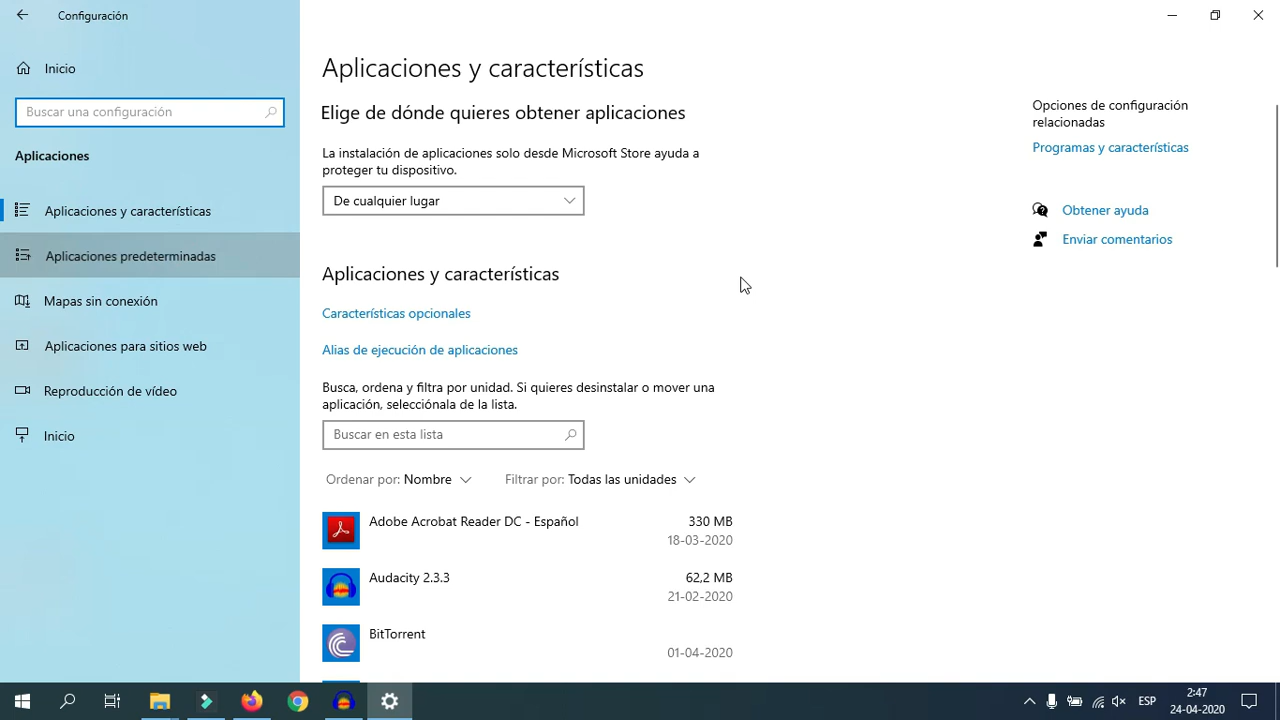 Configuración
Inicio
Buscar una configuración
Aplicaciones
Aplicaciones y características
Aplicaciones predeterminadas
Mapas sin conexión
Aplicaciones para sitios web
Reproducción de vídeo
Inicio
Aplicaciones y características
Elige de dónde quieres obtener aplicaciones
La instalación de aplicaciones solo desde Microsoft Store ayuda a
proteger tu dispositivo.
De cualquier lugar
Aplicaciones y características
Características opcionales
Alias de ejecución de aplicaciones
Busca, ordena y filtra por unidad. Si quieres desinstalar o mover una
aplicación, selecciónala de la lista.
Buscar en esta lista
Ordenar por: Nombre Filtrar por: Todas las unidades
Adobe Acrobat Reader DC - Español 330 MB
18-03-2020
Audacity 2.3.3 62,2 MB
21-02-2020
BitTorrent
01-04-2020
Opciones de configuración
relacionadas
Programas y características
Obtener ayuda
Enviar comentarios
ESP
2:47
24-04-2020